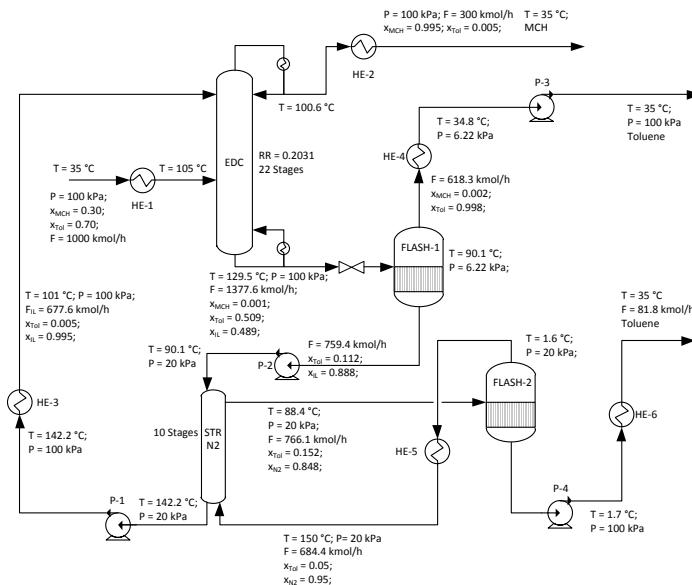 P = 100 kPa; F = 300 kmol/h
x_MCH = 0.995; x_Tol = 0.005;
T = 35 °C;
MCH
HE-2
T = 100.6 °C
EDC
RR = 0.2031
22 Stages
T = 35 °C
T = 105 °C
HE-1
P = 100 kPa;
x_MCH = 0.30;
x_Tol = 0.70;
F = 1000 kmol/h
P-3
T = 35 °C;
P = 100 kPa
Toluene
T = 34.8 °C;
P = 6.22 kPa
HE-4
F = 618.3 kmol/h
x_MCH = 0.002;
x_Tol = 0.998;
FLASH-1
T = 90.1 °C;
P = 6.22 kPa;
T = 129.5 °C; P = 100 kPa;
F = 1377.6 kmol/h;
x_MCH = 0.001;
x_Tol = 0.509;
x_IL = 0.489;
T = 101 °C; P = 100 kPa;
F_IL = 677.6 kmol/h
x_Tol = 0.005;
x_IL = 0.995;
HE-3
T = 142.2 °C;
P = 100 kPa
P-1
T = 142.2 °C;
P = 20 kPa
T = 90.1 °C;
P = 20 kPa
P-2
F = 759.4 kmol/h
x_Tol = 0.112;
x_IL = 0.888;
10 Stages
STR
N2
T = 88.4 °C;
P = 20 kPa;
F = 766.1 kmol/h
x_Tol = 0.152;
x_N2 = 0.848;
HE-5
T = 150 °C; P= 20 kPa
F = 684.4 kmol/h
x_Tol = 0.05;
x_N2 = 0.95;
T = 1.6 °C;
P = 20 kPa;
FLASH-2
T = 35 °C
F = 81.8 kmol/h
Toluene
HE-6
P-4
T = 1.7 °C;
P = 100 kPa